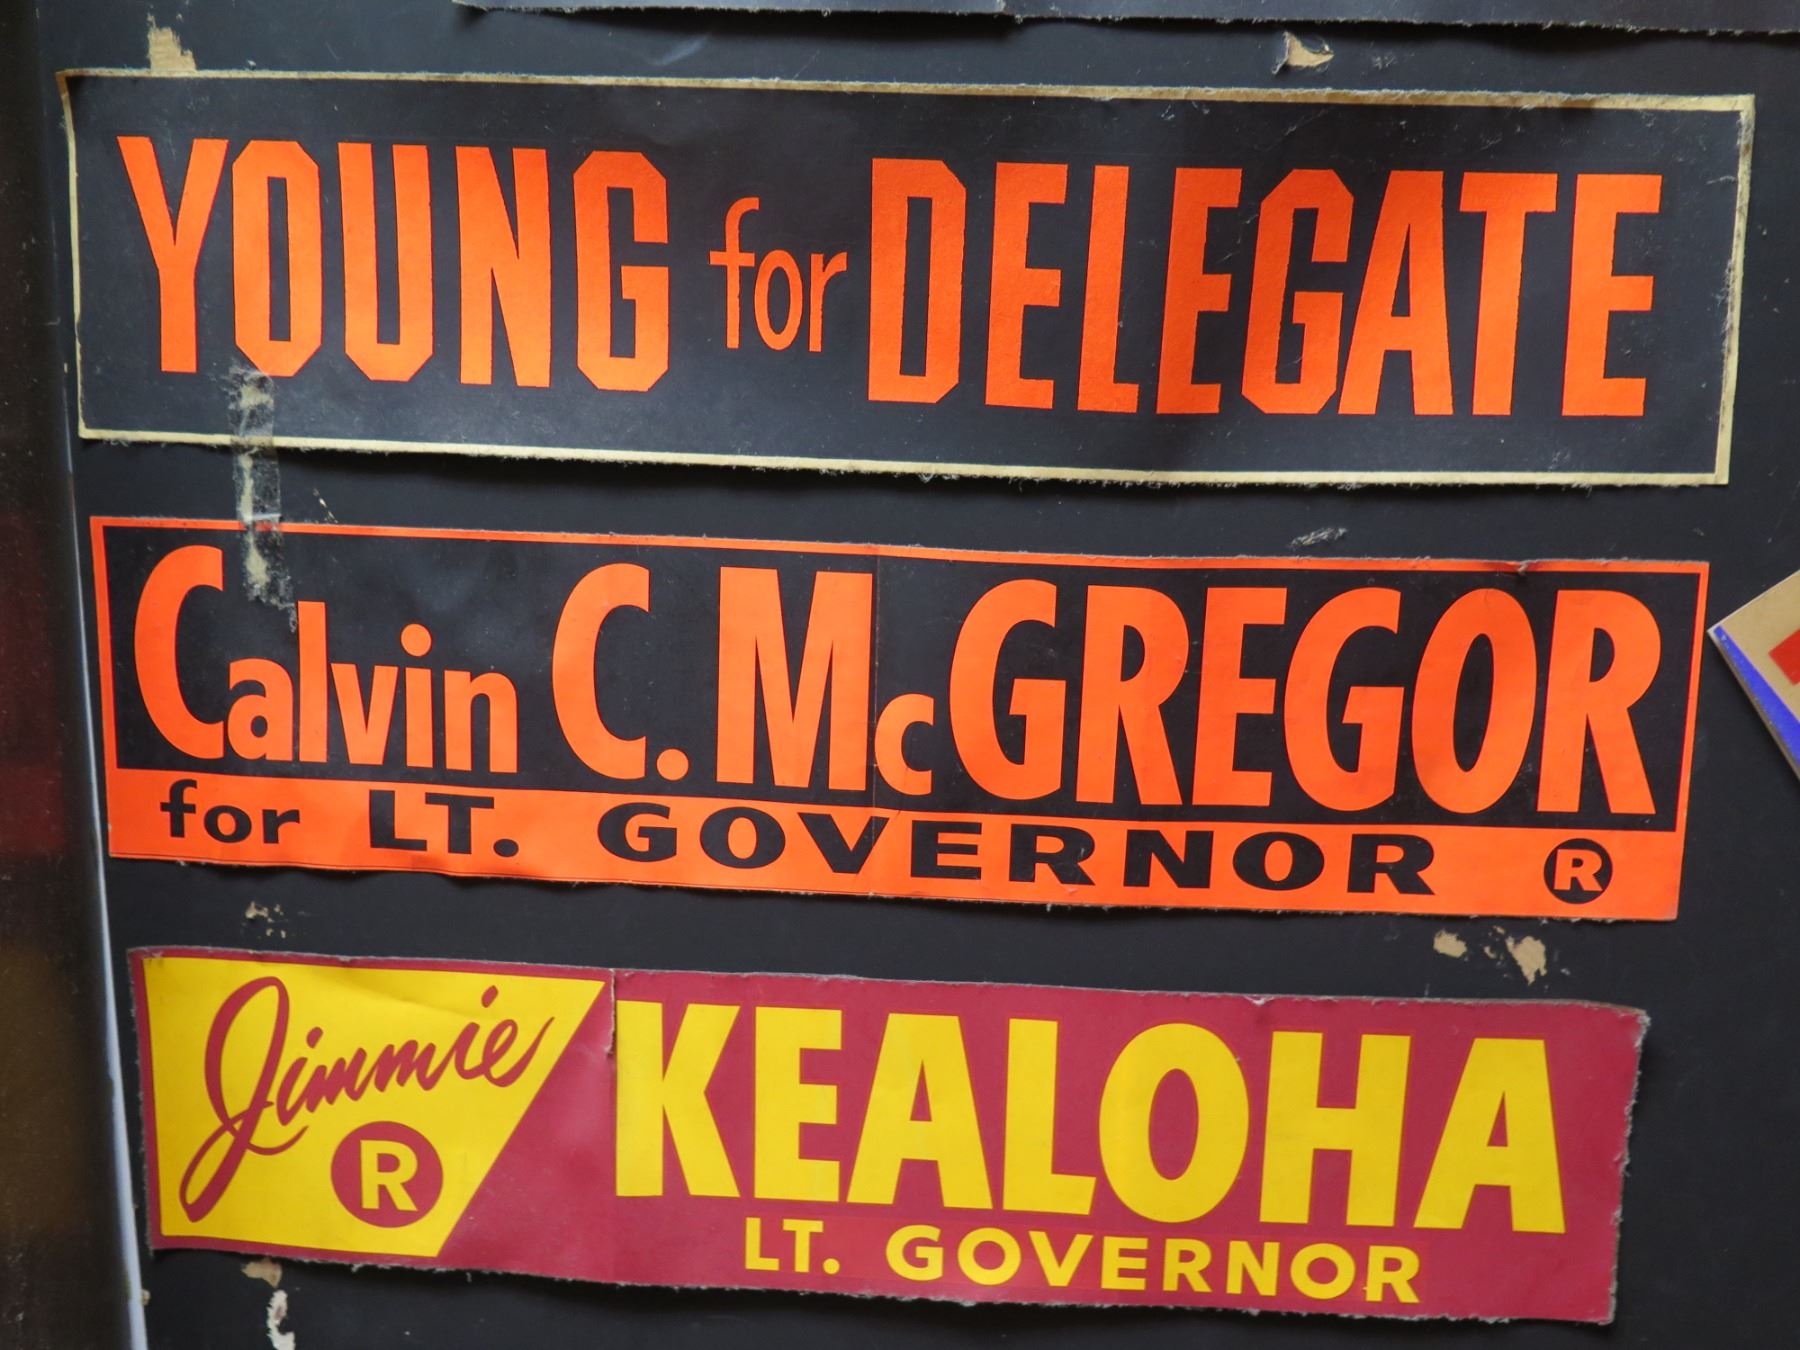 YOUNG for DELEGATE
Calvin C. McGREGOR
for LT. GOVERNOR R
Jimmie
R
KEALOHA
LT. GOVERNOR